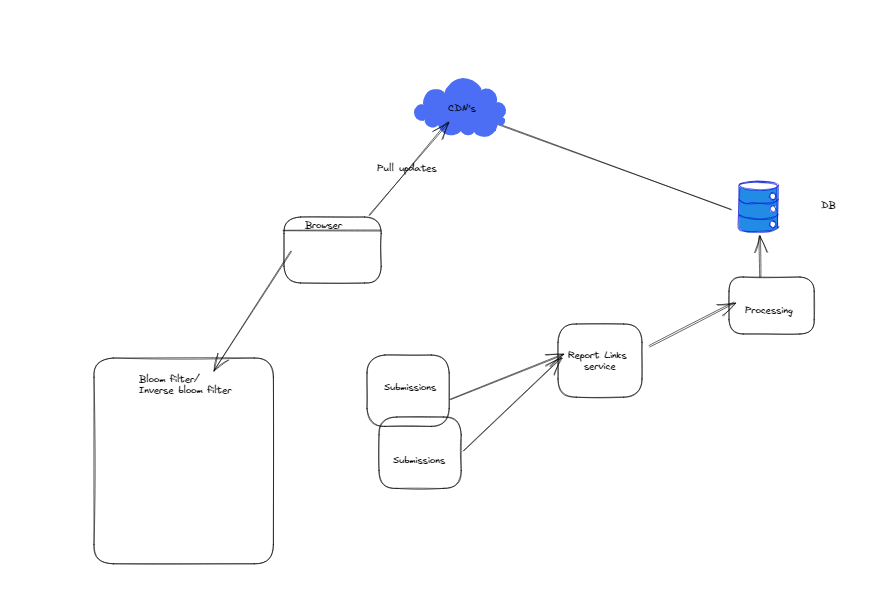 CDN's
Pull updates
DB
Browser
Processing
Report Links
service
Bloom filter/
Inverse bloom filter
Submissions
Submissions